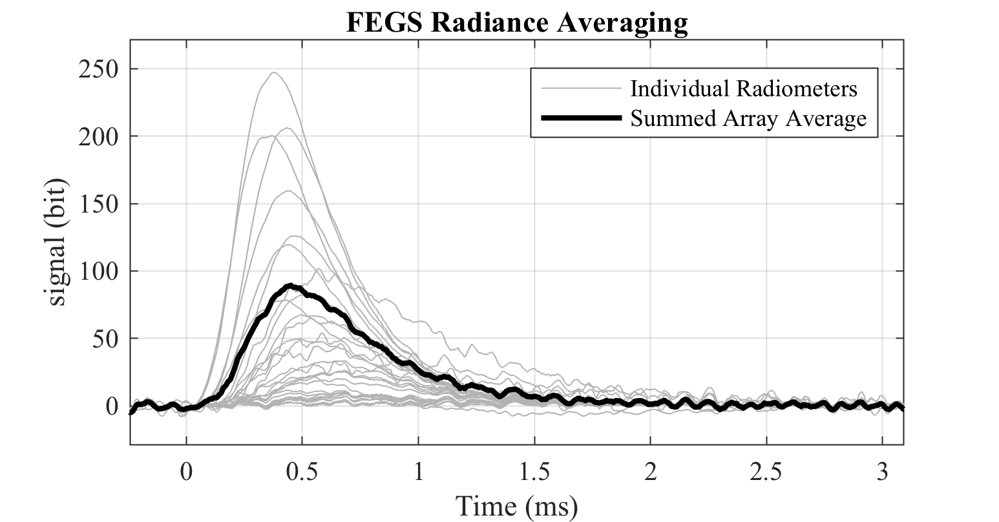 FEGS Radiance Averaging
250
200
150
100
50
0
signal (bit)
Individual Radiometers
Summed Array Average
0 0.5 1 1.5 2 2.5 3
Time (ms)